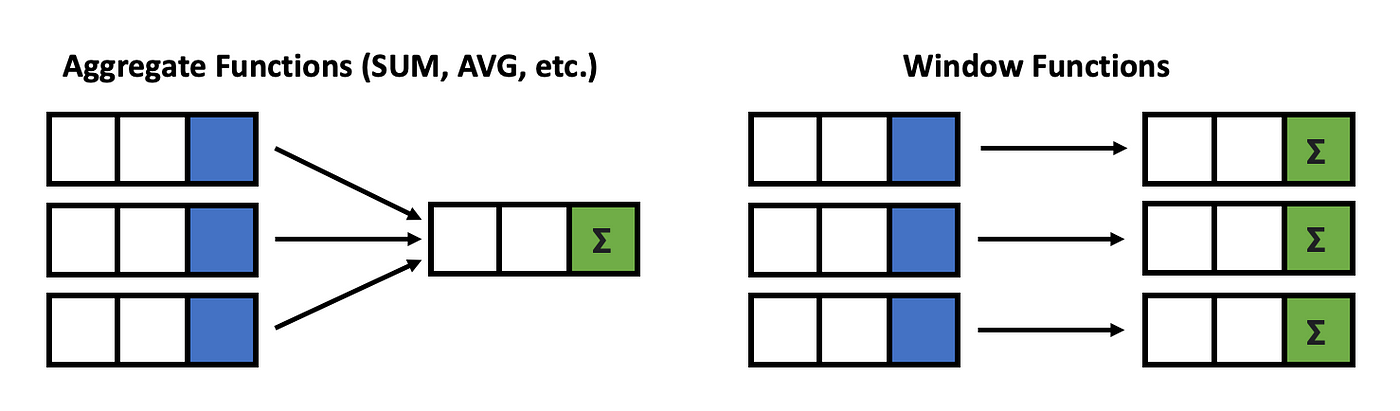 Aggregate Functions (SUM, AVG, etc.)
Window Functions
Σ
Σ
Σ
Σ